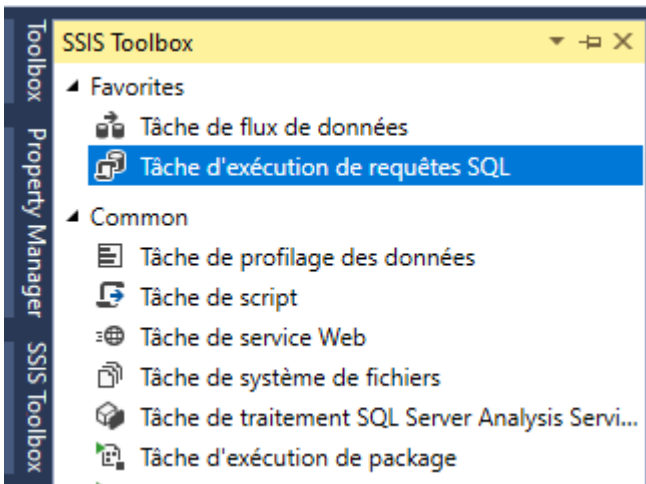 Toolbox
Property Manager
SSIS Toolbox
SSIS Toolbox
Favorites
Tâche de flux de données
Tâche d'exécution de requêtes SQL
Common
Tâche de profilage des données
Tâche de script
Tâche de service Web
Tâche de système de fichiers
Tâche de traitement SQL Server Analysis Servi...
Tâche d'exécution de package